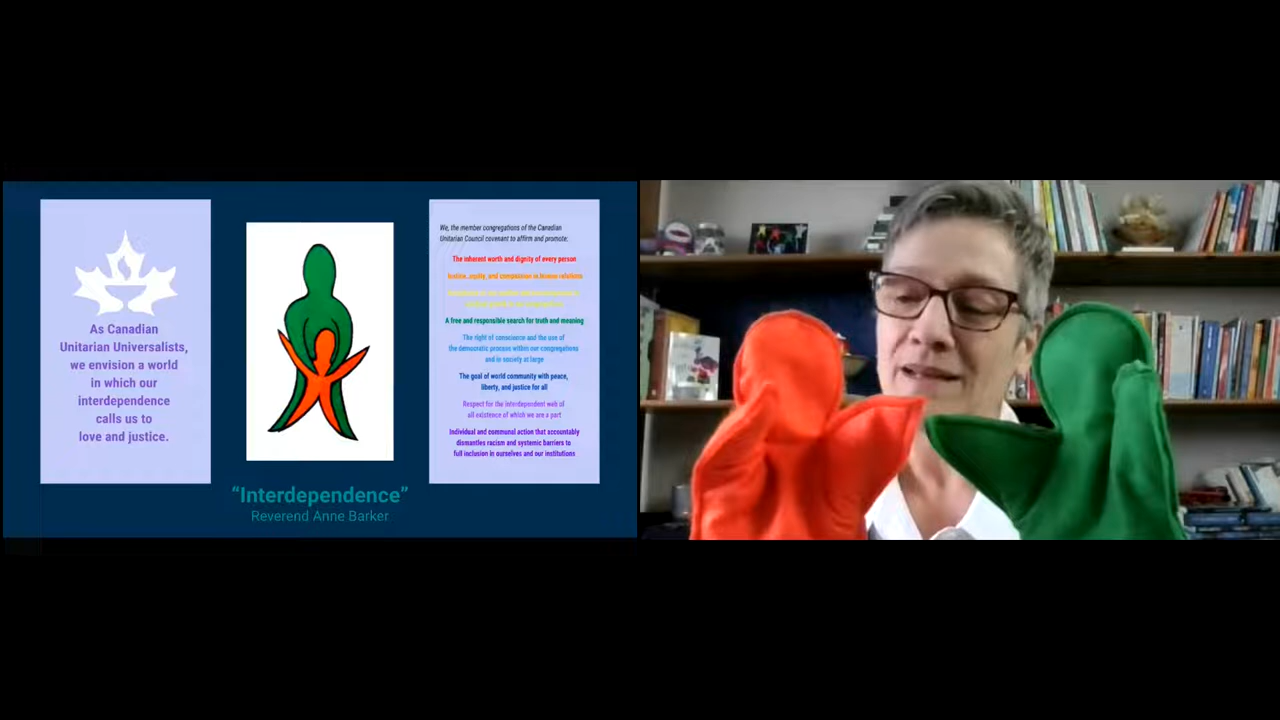 As Canadian
Unitarian Universalists,
we envision a world
in which our
interdependence
calls us to
love and justice.
We, the member congregations of the Canadian
Unitarian Council covenant to affirm and promote:
The inherent worth and dignity of every person
Justice, equity, and compassion in human relations
A free and responsible search for truth and meaning
The right of conscience and the use of
the democratic process within our congregations
and in society at large
The goal of world community with peace,
liberty, and justice for all
Respect for the interdependent web of
all existence of which we are a part
Individual and communal action that accountably
dismantles racism and systemic barriers to
full inclusion in ourselves and our institutions
“Interdependence”
Reverend Anne Barker